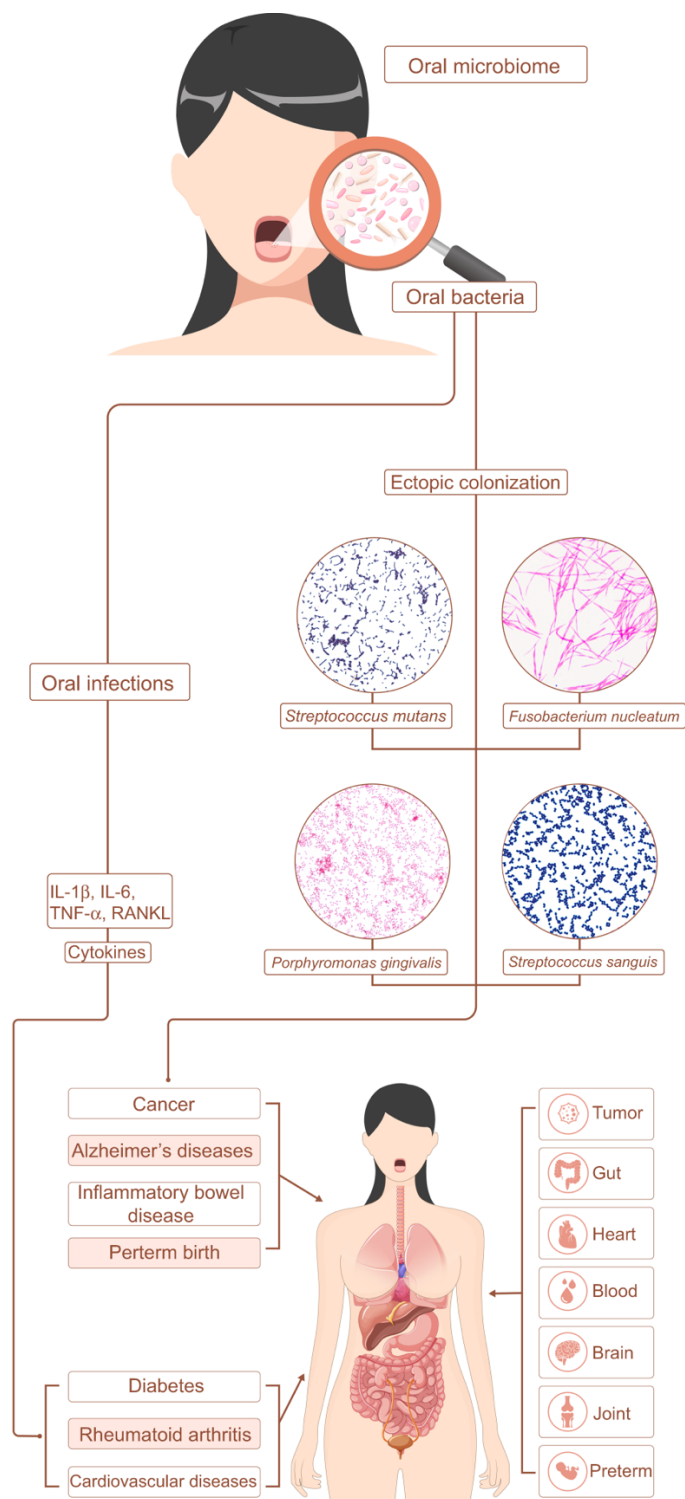 Oral microbiome
Oral bacteria
Ectopic colonization
Streptococcus mutans
Fusobacterium nucleatum
Oral infections
Porphyromonas gingivalis
Streptococcus sanguis
IL-1β, IL-6,
TNF-α, RANKL
Cytokines
Cancer
Alzheimer's diseases
Inflammatory bowel
disease
Perterm birth
Diabetes
Rheumatoid arthritis
Cardiovascular diseases
Tumor
Gut
Heart
Blood
Brain
Joint
Preterm